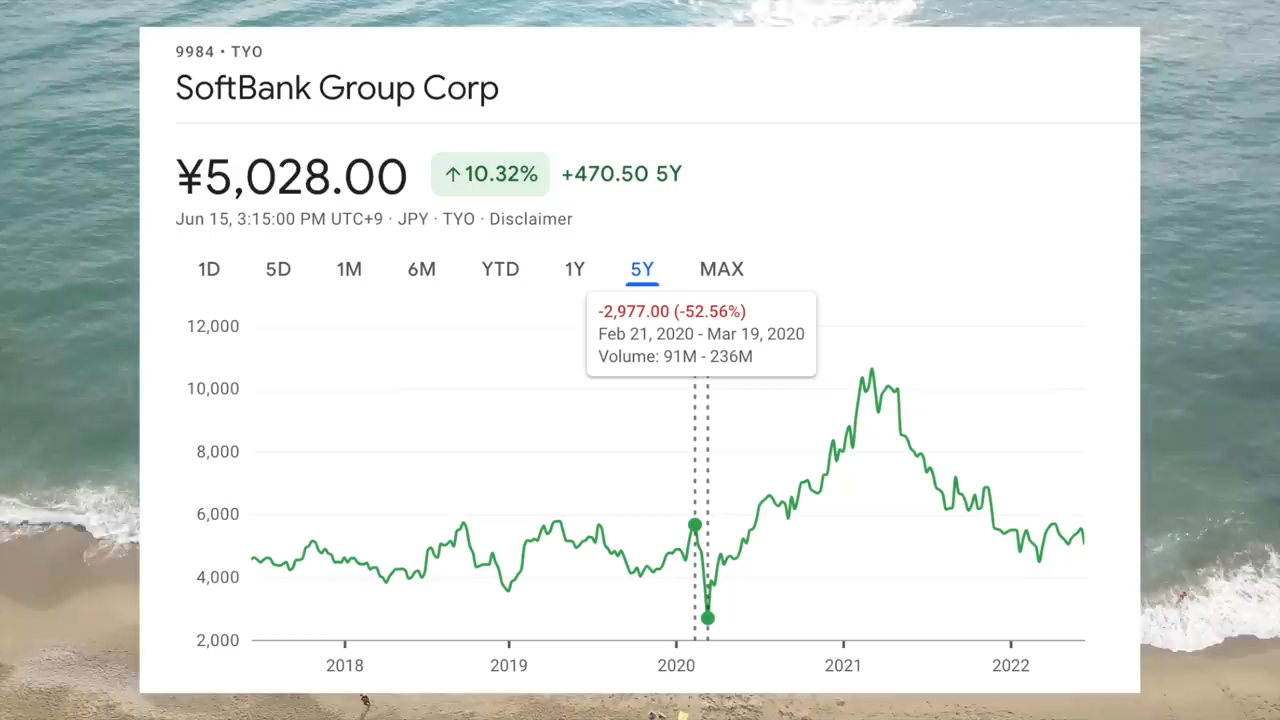 9984 • TYO
SoftBank Group Corp
¥5,028.00 ↑10.32% +470.50 5Y
Jun 15, 3:15:00 PM UTC+9 · JPY · TYO · Disclaimer
1D 5D 1M 6M YTD 1Y 5Y MAX
-2,977.00 (-52.56%)
Feb 21, 2020 - Mar 19, 2020
Volume: 91M - 236M
12,000
10,000
8,000
6,000
4,000
2,000
2018 2019 2020 2021 2022